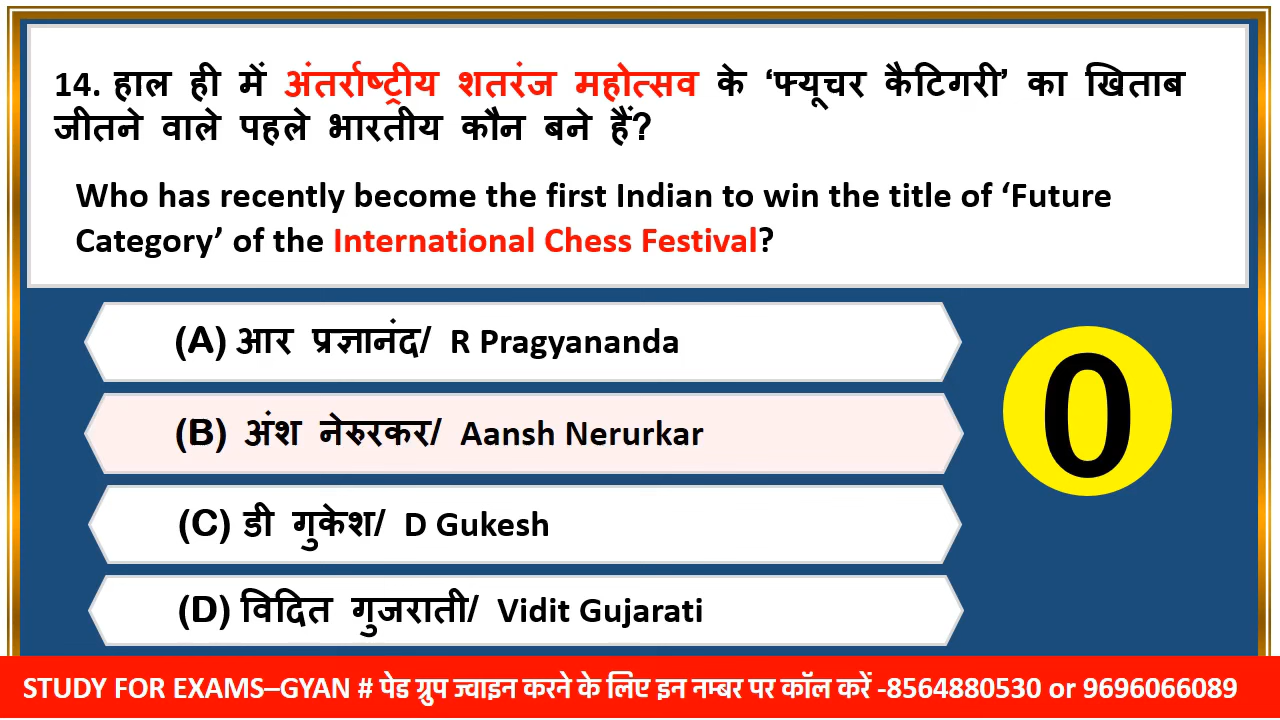 14. हाल ही में अंतर्राष्ट्रीय शतरंज महोत्सव के ‘फ्यूचर कैटिगरी’ का खिताब
जीतने वाले पहले भारतीय कौन बने हैं?
Who has recently become the first Indian to win the title of ‘Future
Category’ of the International Chess Festival?
(A) आर प्रज्ञानंद/ R Pragyananda
(B) अंश नेरुरकर/ Aansh Nerurkar
(C) डी गुकेश/ D Gukesh
(D) विदित गुजराती/ Vidit Gujarati
0
STUDY FOR EXAMS–GYAN # पेड ग्रुप ज्वाइन करने के लिए इन नम्बर पर कॉल करें -8564880530 or 9696066089